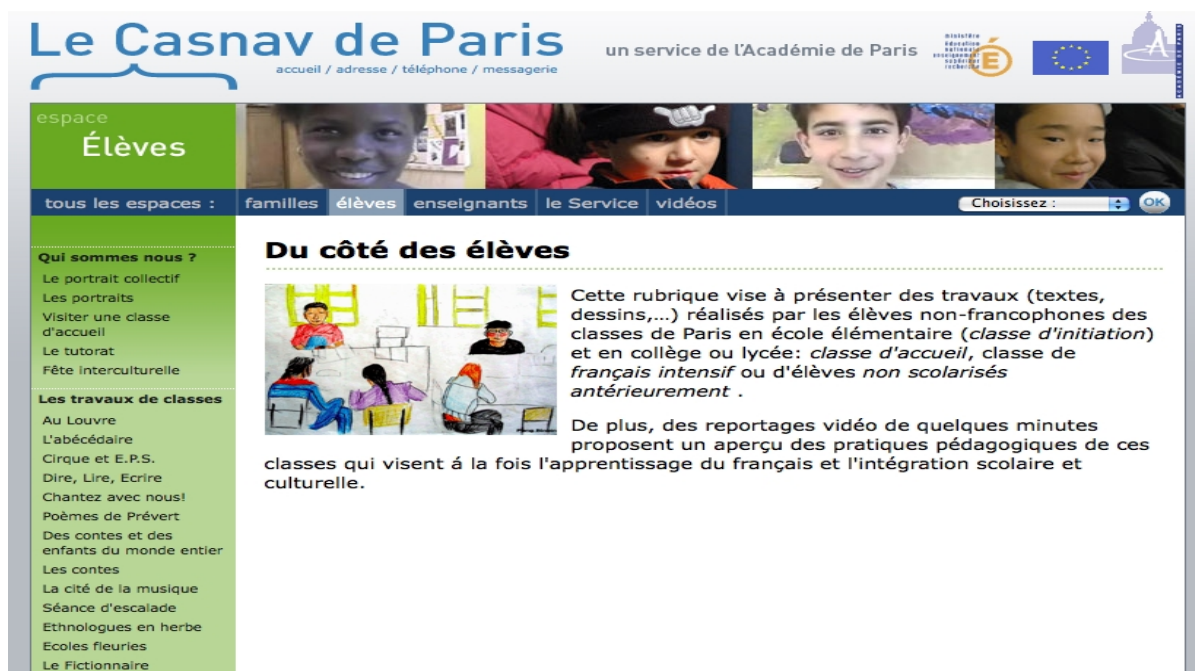 Le Casnav de Paris
accueil / adresse / téléphone / messagerie
un service de l'Académie de Paris
espace
Élèves
tous les espaces :
familles
élèves
enseignants
le Service
vidéos
Choisissez :
OK
Qui sommes nous ?
Le portrait collectif
Les portraits
Visiter une classe
d'accueil
Le tutorat
Fête interculturelle
Les travaux de classes
Au Louvre
L'abécédaire
Cirque et E.P.S.
Dire, Lire, Ecrire
Chantez avec nous!
Poèmes de Prévert
Des contes et des
enfants du monde entier
Les contes
La cité de la musique
Séance d'escalade
Ethnologues en herbe
Ecoles fleuries
Le Fictionnaire
Du côté des élèves
Cette rubrique vise à présenter des travaux (textes,
dessins,...) réalisés par les élèves non-francophones des
classes de Paris en école élémentaire (classe d'initiation)
et en collège ou lycée: classe d'accueil, classe de
français intensif ou d'élèves non scolarisés
antérieurement .
De plus, des reportages vidéo de quelques minutes
proposent un aperçu des pratiques pédagogiques de ces
classes qui visent á la fois l'apprentissage du français et l'intégration scolaire et
culturelle.